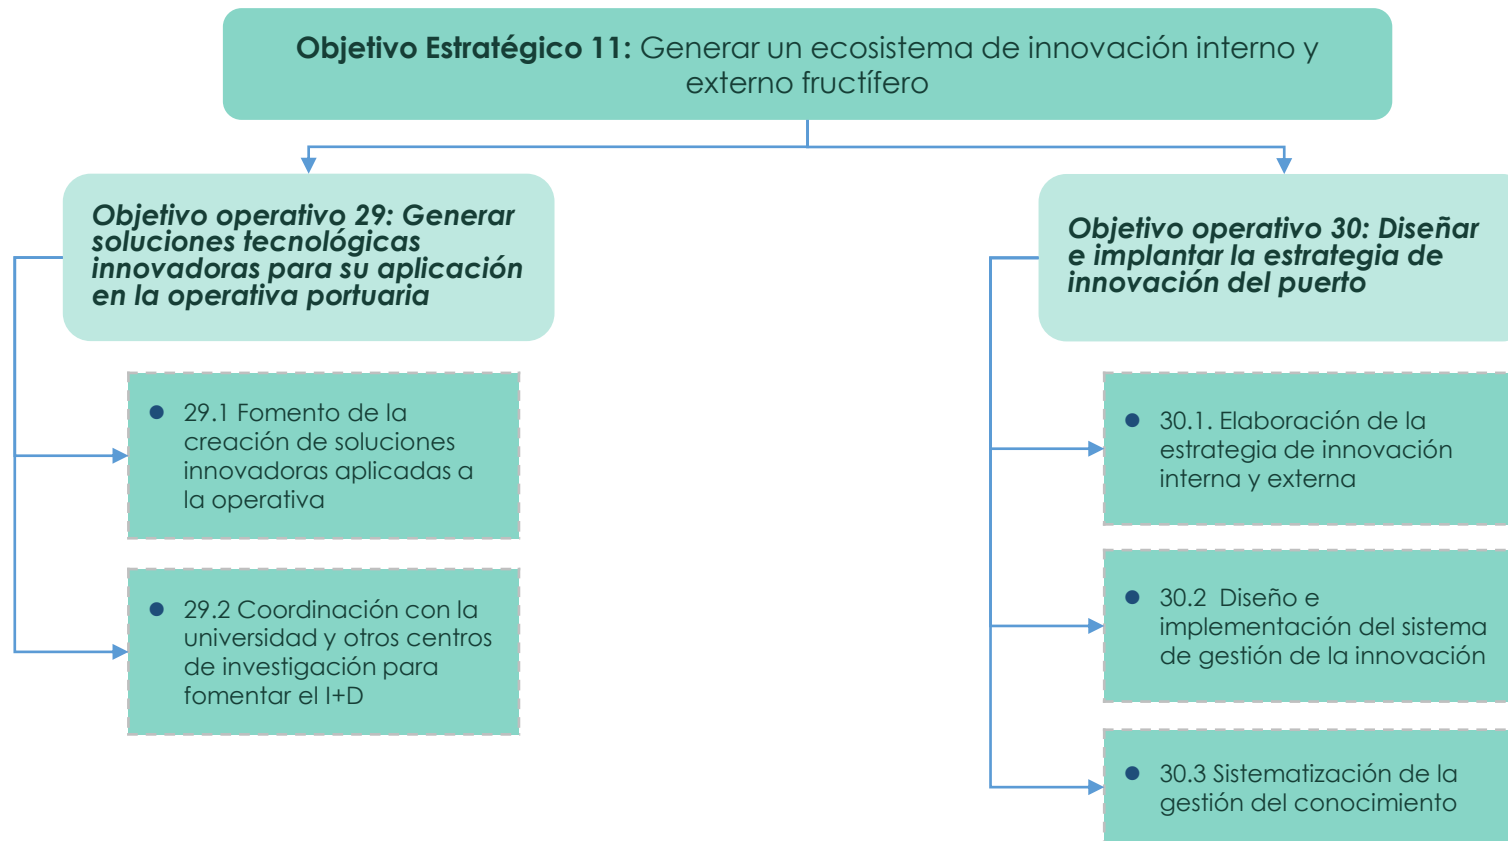 Objetivo Estratégico 11: Generar un ecosistema de innovación interno y
externo fructífero
Objetivo operativo 29: Generar
soluciones tecnológicas
innovadoras para su aplicación
en la operativa portuaria
29.1 Fomento de la
creación de soluciones
innovadoras aplicadas a
la operativa
29.2 Coordinación con la
universidad y otros centros
de investigación para
fomentar el I+D
Objetivo operativo 30: Diseñar
e implantar la estrategia de
innovación del puerto
30.1. Elaboración de la
estrategia de innovación
interna y externa
30.2 Diseño e
implementación del sistema
de gestión de la innovación
30.3 Sistematización de la
gestión del conocimiento